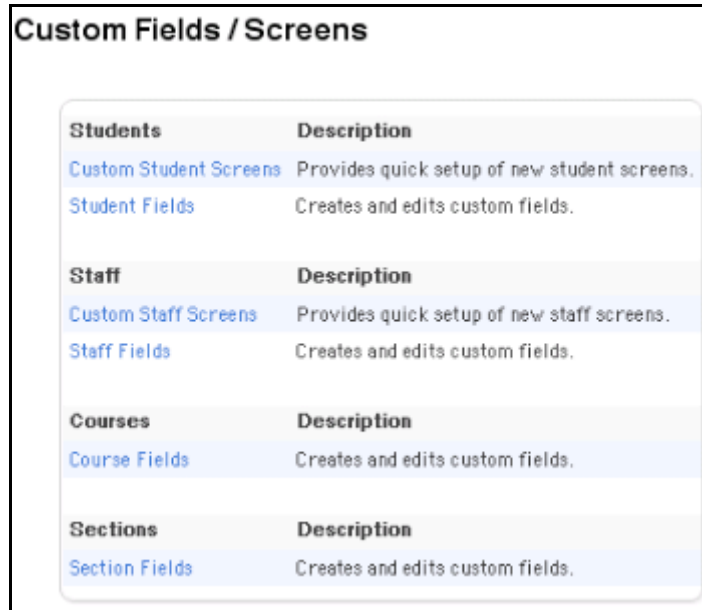 Custom Fields / Screens
Students Description
Custom Student Screens Provides quick setup of new student screens.
Student Fields Creates and edits custom fields.
Staff Description
Custom Staff Screens Provides quick setup of new staff screens.
Staff Fields Creates and edits custom fields.
Courses Description
Course Fields Creates and edits custom fields.
Sections Description
Section Fields Creates and edits custom fields.